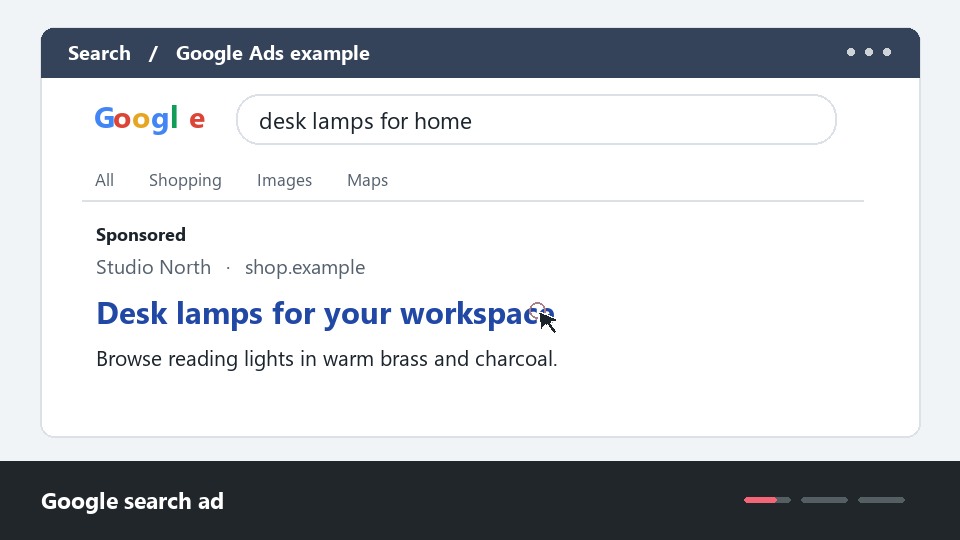 Search / Google Ads example
Google
desk lamps for home
All Shopping Images Maps
Sponsored
Studio North · shop.example
Desk lamps for your workspace
Browse reading lights in warm brass and charcoal.
Google search ad